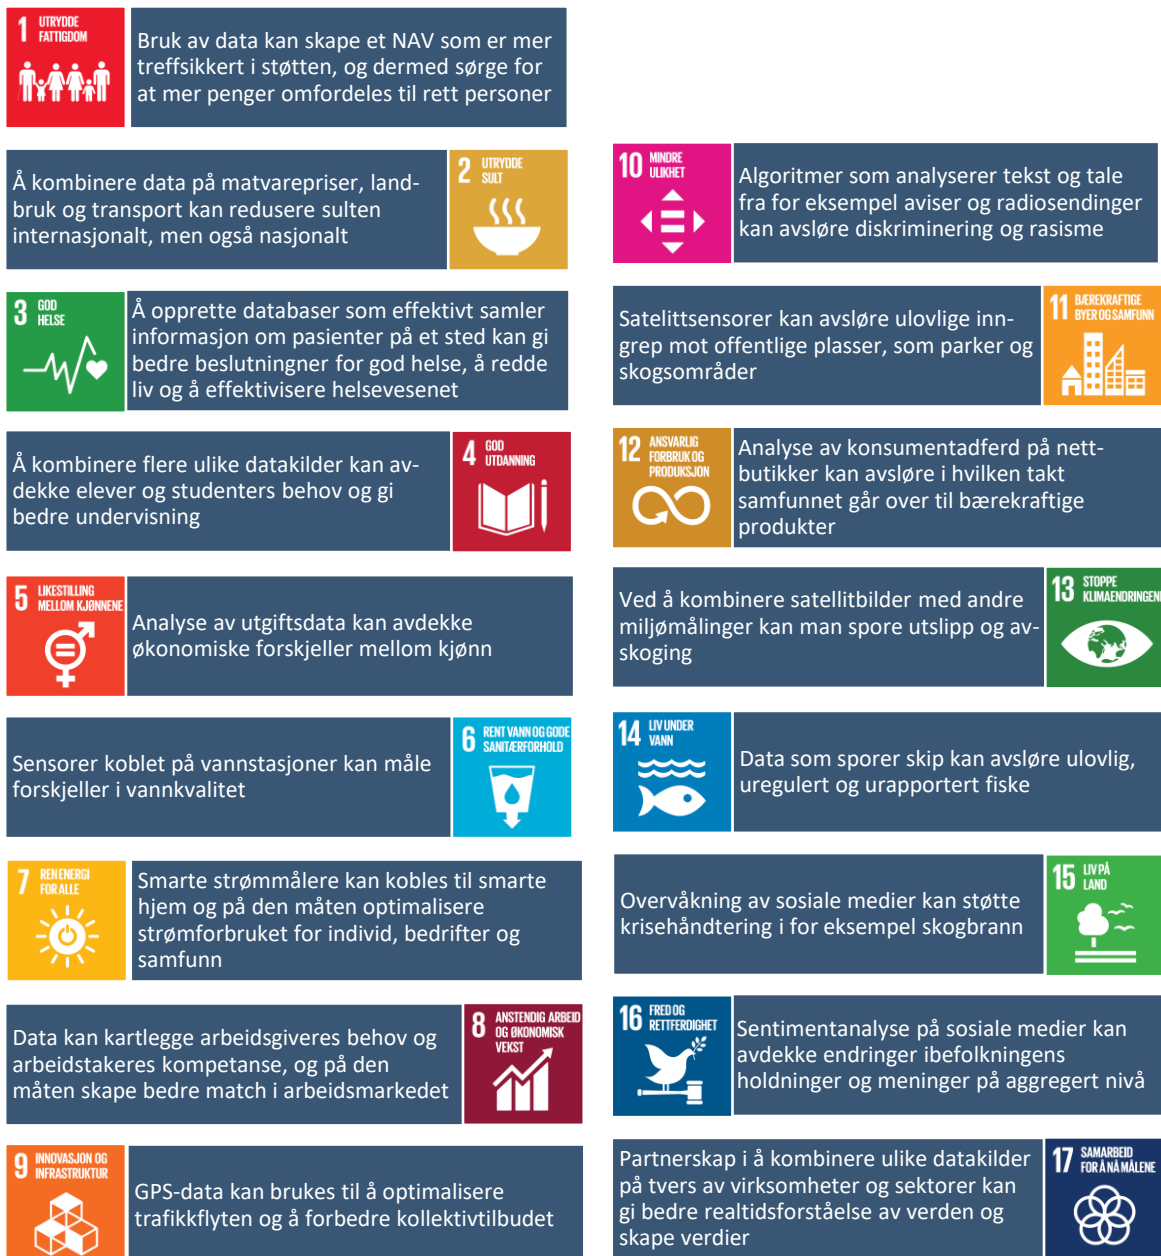 1 UTRYDDE
FATTIGDOM
Bruk av data kan skape et NAV som er mer
treffsikkert i støtten, og dermed sørge for
at mer penger omfordeles til rett personer
Å kombinere data på matvarepriser, land-
bruk og transport kan redusere sulten
internasjonalt, men også nasjonalt
2 UTRYDDE
SULT
3 GOD
HELSE
Å opprette databaser som effektivt samler
informasjon om pasienter på et sted kan gi
bedre beslutningner for god helse, å redde
liv og å effektivisere helsevesenet
Å kombinere flere ulike datakilder kan av-
dekke elever og studenters behov og gi
bedre undervisning
4 GOD
UTDANNING
5 LIKESTILLING
MELLOM KJØNNENE
Analyse av utgiftsdata kan avdekke
økonomiske forskjeller mellom kjønn
Sensorer koblet på vannstasjoner kan måle
forskjeller i vannkvalitet
6 RENT VANN OG GODE
SANITÆRFORHOLD
7 REN ENERGI
FOR ALLE
Smarte strømmålere kan kobles til smarte
hjem og på den måten optimalisere
strømforbruket for individ, bedrifter og
samfunn
Data kan kartlegge arbeidsgiveres behov og
arbeidstakeres kompetanse, og på den
måten skape bedre match i arbeidsmarkedet
8 ANSTENDIG ARBEID
OG ØKONOMISK
VEKST
9 INNOVASJON OG
INFRASTRUKTUR
GPS-data kan brukes til å optimalisere
trafikkflyten og å forbedre kollektivtilbudet
10 MINDRE
ULIKHET
Algoritmer som analyserer tekst og tale
fra for eksempel aviser og radiosendinger
kan avsløre diskriminering og rasisme
Satelittsensorer kan avsløre ulovlige inn-
grep mot offentlige plasser, som parker og
skogsområder
11 BÆREKRAFTIGE
BYER OG SAMFUNN
12 ANSVARLIG
FORBRUK OG
PRODUKSJON
Analyse av konsumentadferd på nett-
butikker kan avsløre i hvilken takt
samfunnet går over til bærekraftige
produkter
Ved å kombinere satellitbilder med andre
miljømålinger kan man spore utslipp og av-
skoging
13 STOPPE
KLIMAENDRINGENE
14 LIV UNDER
VANN
Data som sporer skip kan avsløre ulovlig,
uregulert og urapportert fiske
Overvåkning av sosiale medier kan støtte
krisehåndtering i for eksempel skogbrann
15 LIV PÅ
LAND
16 FRED OG
RETTFERDIGHET
Sentimentanalyse på sosiale medier kan
avdekke endringer ibefolkningens
holdninger og meninger på aggregert nivå
Partnerskap i å kombinere ulike datakilder
på tvers av virksomheter og sektorer kan
gi bedre realtidsforståelse av verden og
skape verdier
17 SAMARBEID
FOR Å NÅ MÅLENE